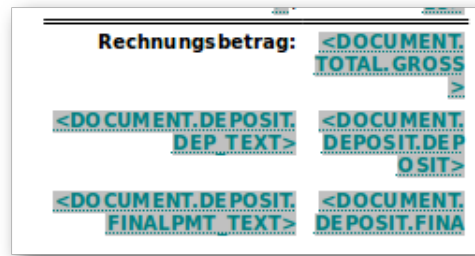 Rechnungsbetrag: <DOCUMENT.
TOTAL.GROSS
>
<DOCUMENT.DEPOSIT. <DOCUMENT.
DEP_TEXT> DEPOSIT.DEP
OSIT>
<DOCUMENT.DEPOSIT. <DOCUMENT.
FINALPMT_TEXT> DEPOSIT.FINA